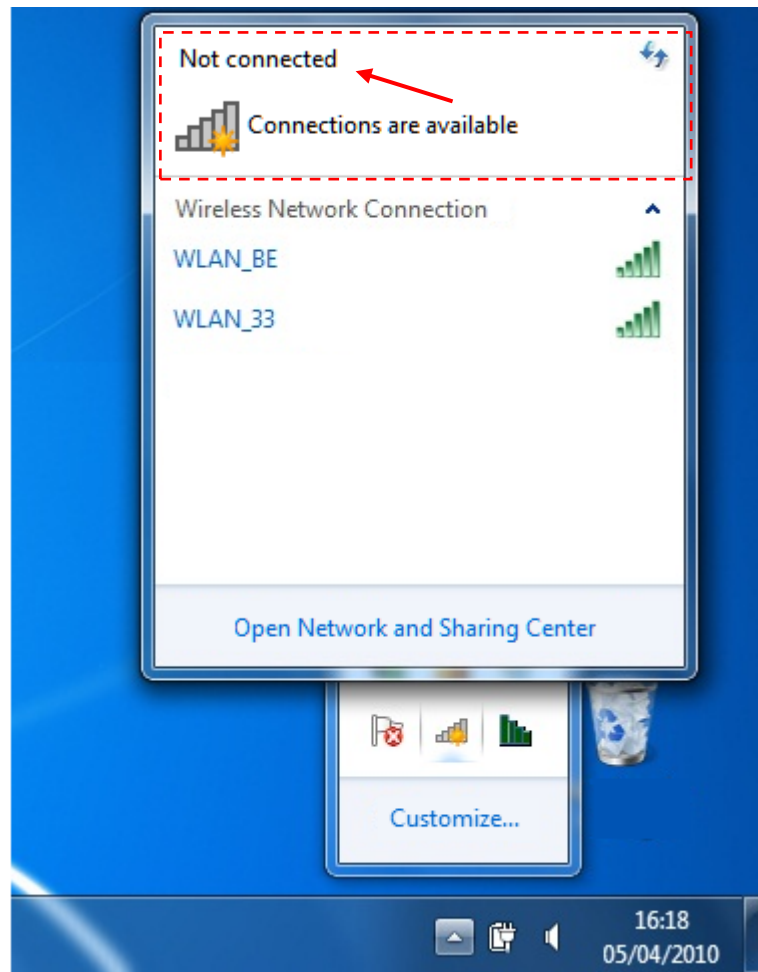 Not connected
Connections are available
Wireless Network Connection
WLAN_BE
WLAN_33
Open Network and Sharing Center
Customize...
16:18
05/04/2010